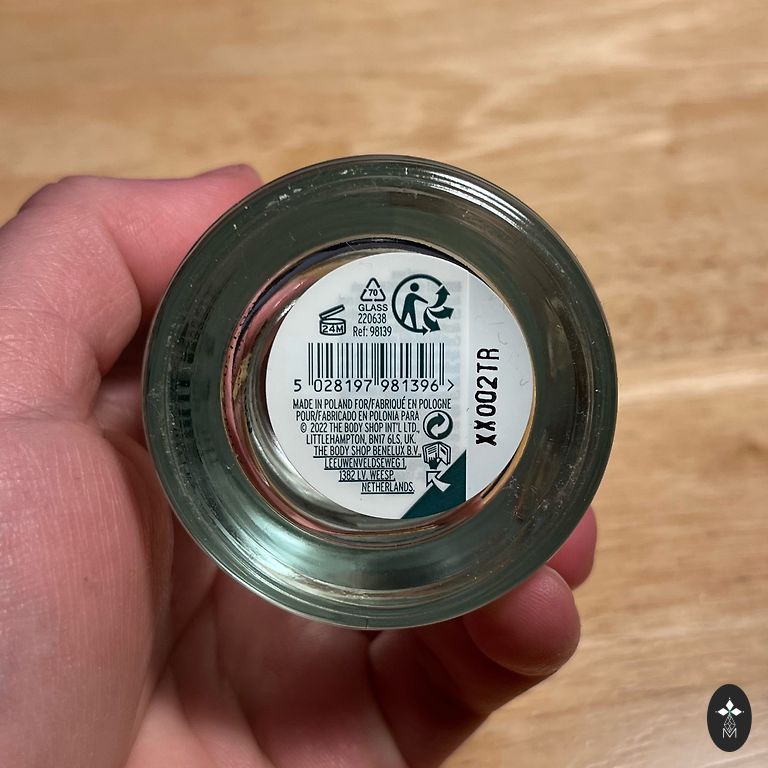 70
GLASS
220638
24M
Ref: 98139
5 028197 981396 >
MADE IN POLAND FOR/FABRIQUÉ EN POLOGNE
POUR/FABRICADO EN POLONIA PARA
© 2022 THE BODY SHOP INT'L LTD.,
LITTLEHAMPTON, BN17 6LS, UK.
THE BODY SHOP BENELUX B.V.
LEEUWENVELDSEWEG 1,
1382 LV, WEESP,
NETHERLANDS.
XX002TR
M